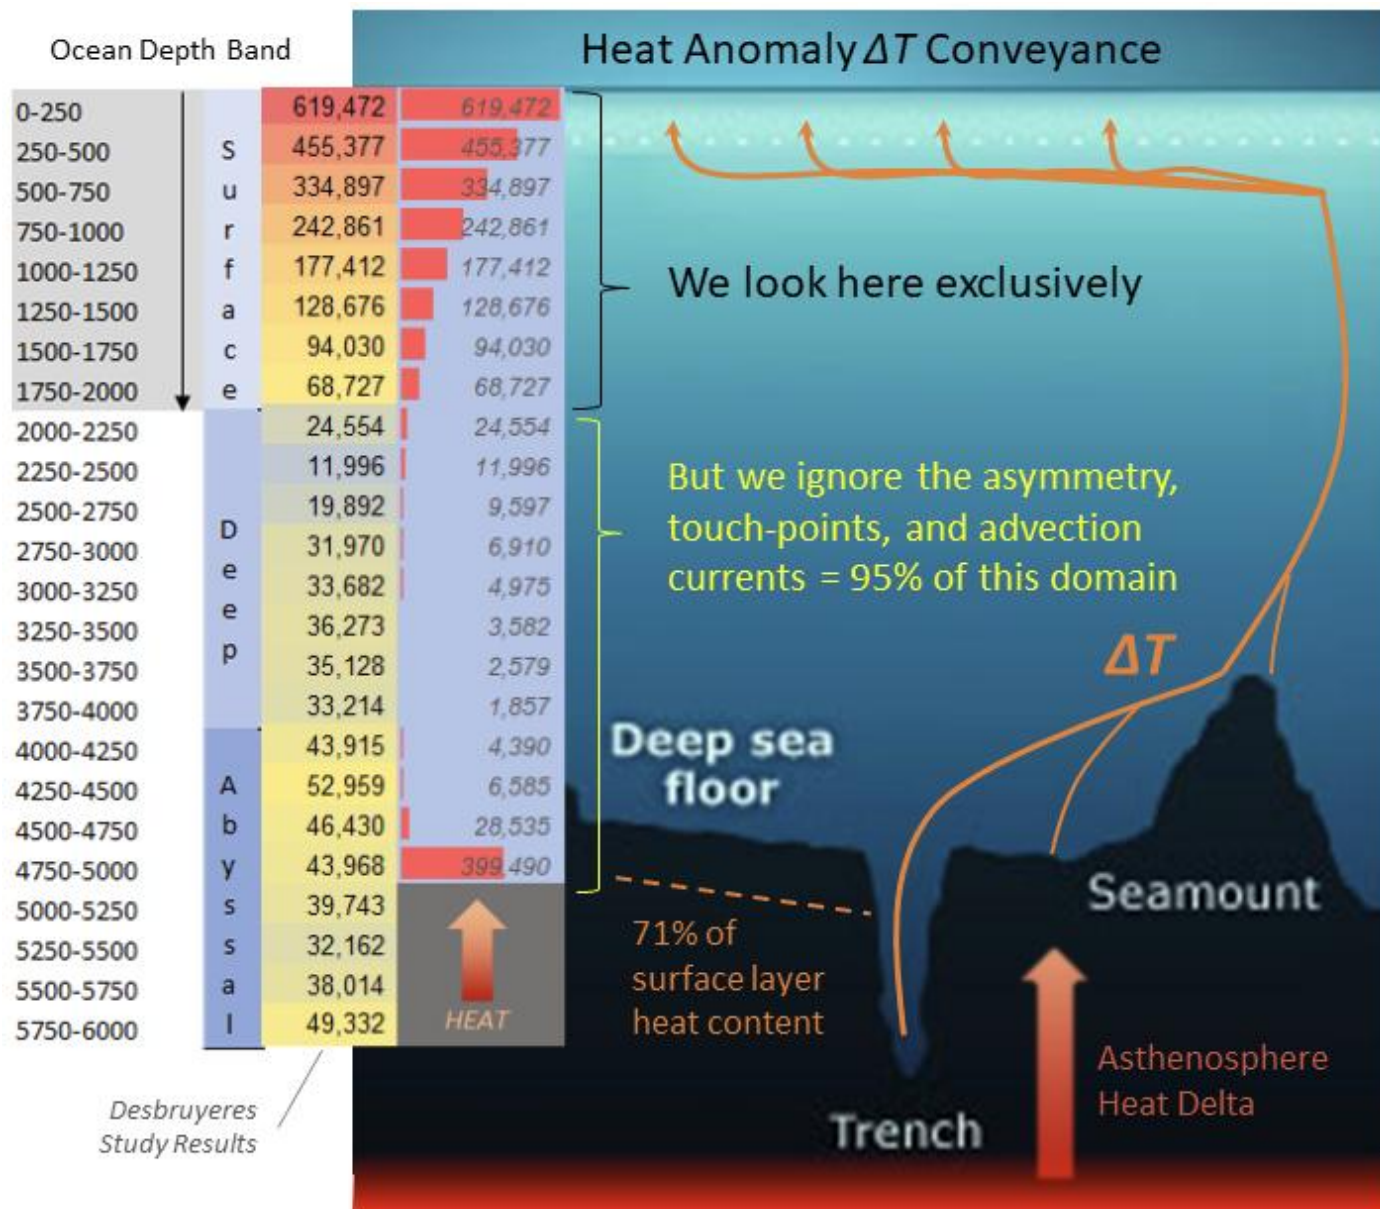 Ocean Depth Band
Heat Anomaly ΔT Conveyance
0-250 619,472 619,472
250-500 S 455,377 455,377
500-750 u 334,897 334,897
750-1000 r 242,861 242,861
1000-1250 f 177,412 177,412
1250-1500 a 128,676 128,676
1500-1750 c 94,030 94,030
1750-2000 e 68,727 68,727
2000-2250 24,554 24,554
2250-2500 11,996 11,996
2500-2750 D 19,892 9,597
2750-3000 e 31,970 6,910
3000-3250 e 33,682 4,975
3250-3500 p 36,273 3,582
3500-3750 35,128 2,579
3750-4000 33,214 1,857
4000-4250 43,915 4,390
4250-4500 A 52,959 6,585
4500-4750 b 46,430 28,535
4750-5000 y 43,968 399,490
5000-5250 s 39,743
5250-5500 s 32,162
5500-5750 a 38,014
5750-6000 l 49,332 HEAT
Desbruyeres
Study Results
We look here exclusively
But we ignore the asymmetry,
touch-points, and advection
currents = 95% of this domain
ΔT
Deep sea
floor
Seamount
71% of
surface layer
heat content
Asthenosphere
Heat Delta
Trench